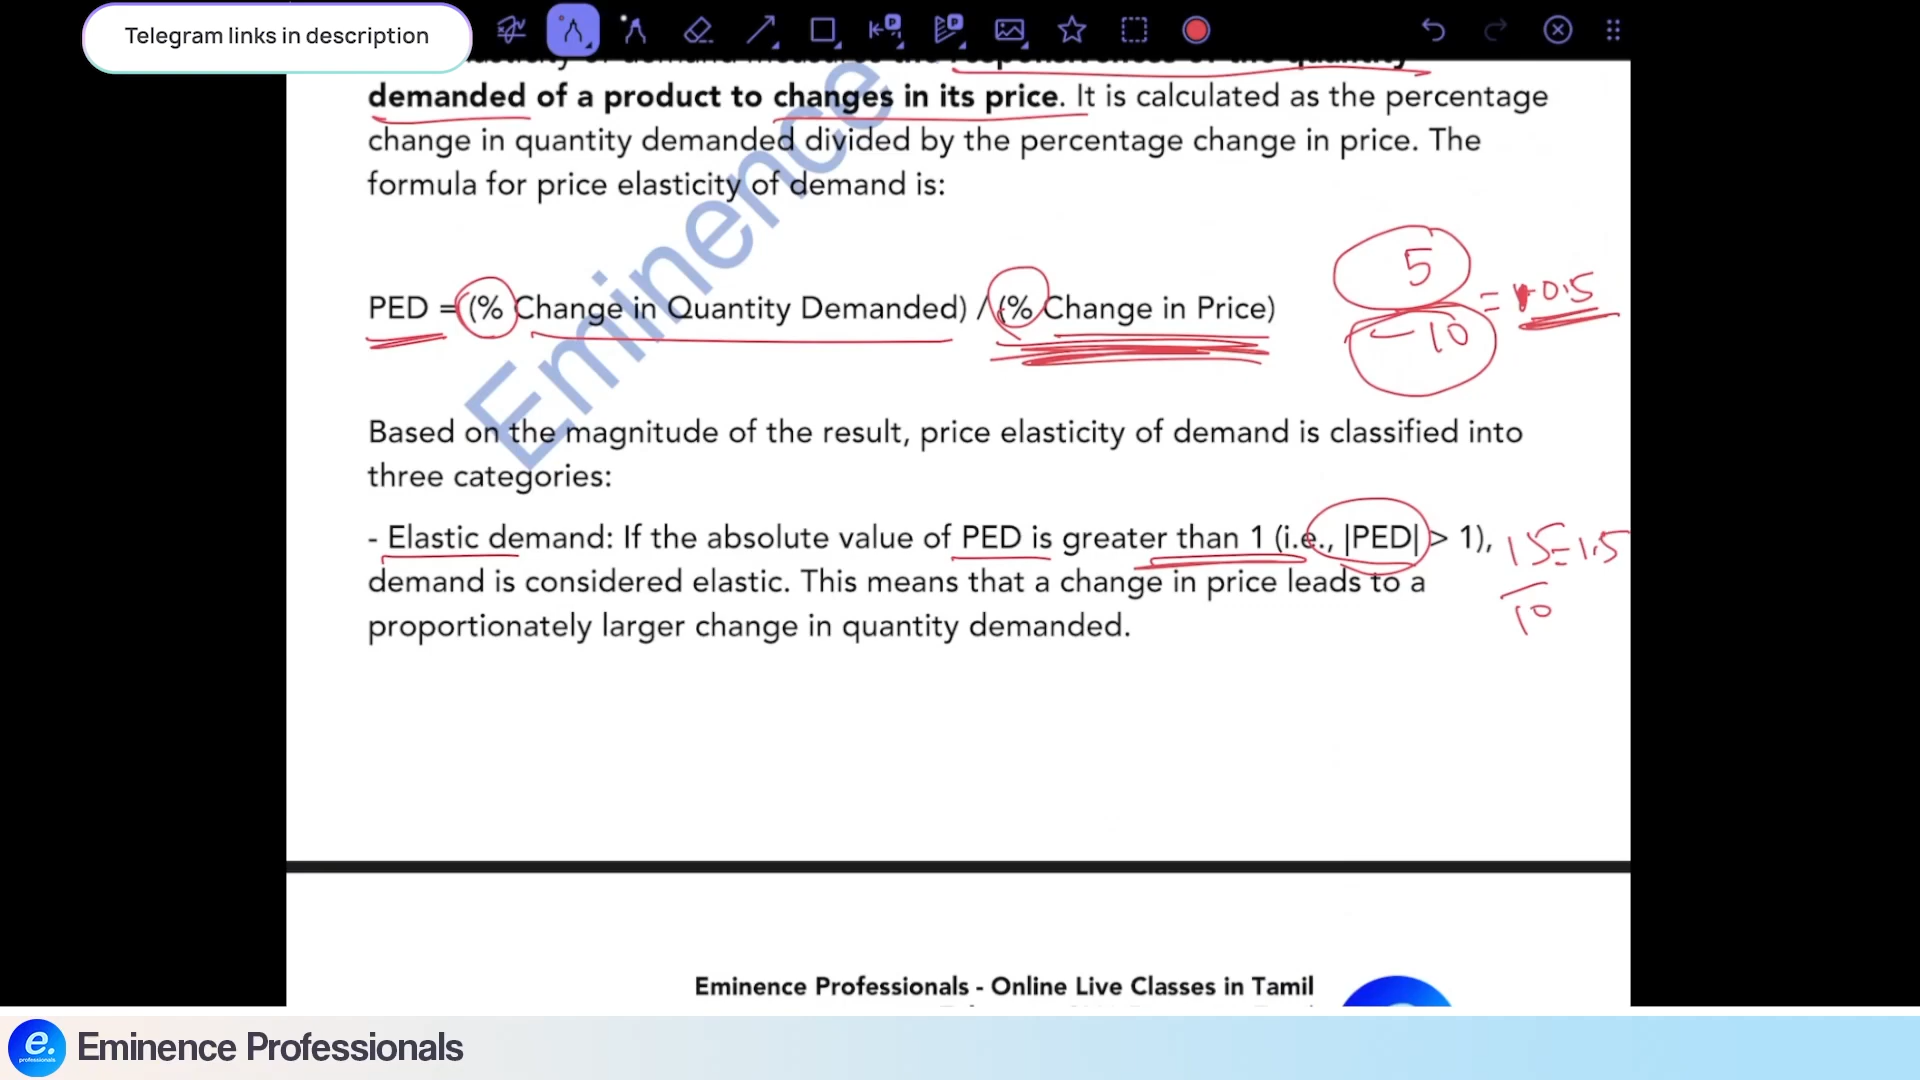 Telegram links in description
demanded of a product to changes in its price. It is calculated as the percentage
change in quantity demanded divided by the percentage change in price. The
formula for price elasticity of demand is:
PED = (% Change in Quantity Demanded) / (% Change in Price)
5
-10
= -0.5
Based on the magnitude of the result, price elasticity of demand is classified into
three categories:
- Elastic demand: If the absolute value of PED is greater than 1 (i.e., |PED| > 1),
demand is considered elastic. This means that a change in price leads to a
proportionately larger change in quantity demanded.
15 = 1.5
10
Eminence
Eminence Professionals - Online Live Classes in Tamil
e.
professionals
Eminence Professionals